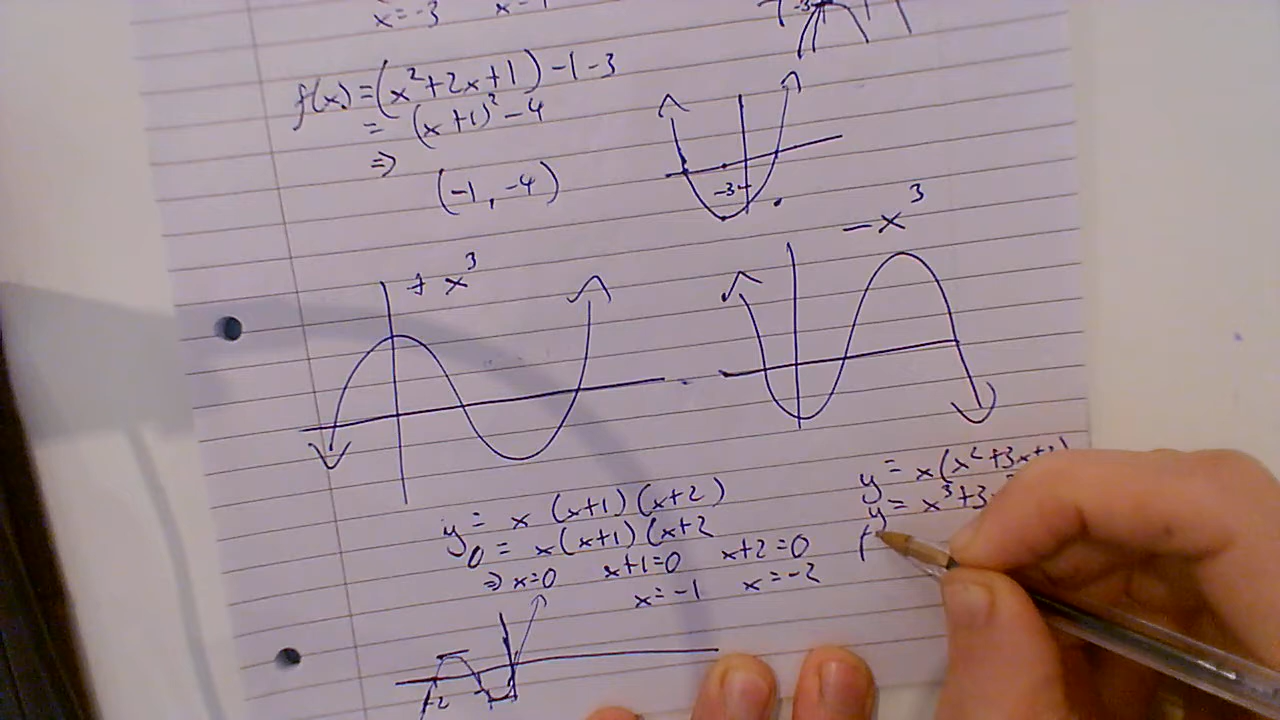 x=-3
f(x)=(x²+2x+1)-1-3
= (x+1)²-4
⇒
(-1, -4)
-3
+x³
-x³
y = x (x+1)(x+2)
0 = x(x+1)(x+2
⇒ x=0 x+1=0 x+2=0
x=-1 x=-2
-2
y = x(x²+3x+2)
y = x³+3